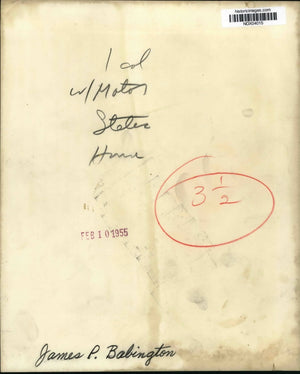 historicimages.com
1 col
w/Motor
States
Home
3 1/2
FEB 10 1955
James P. Babington